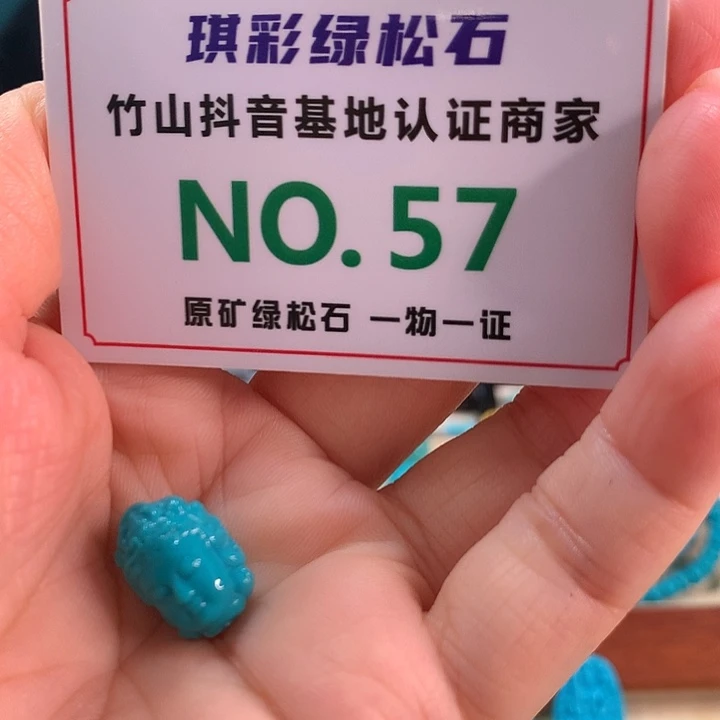 琪彩绿松石
竹山抖音基地认证商家
NO. 57
原矿绿松石 一物一证